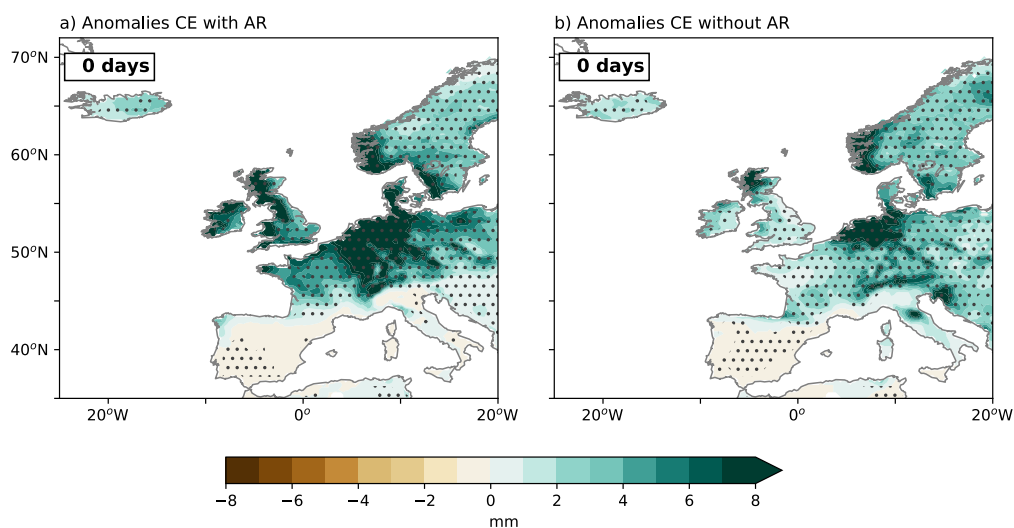 a) Anomalies CE with AR
b) Anomalies CE without AR
0 days
0 days
70°N
60°N
50°N
40°N
20°W
0°
20°W
20°W
0°
20°W
−8
−6
−4
−2
0
2
4
6
8
mm